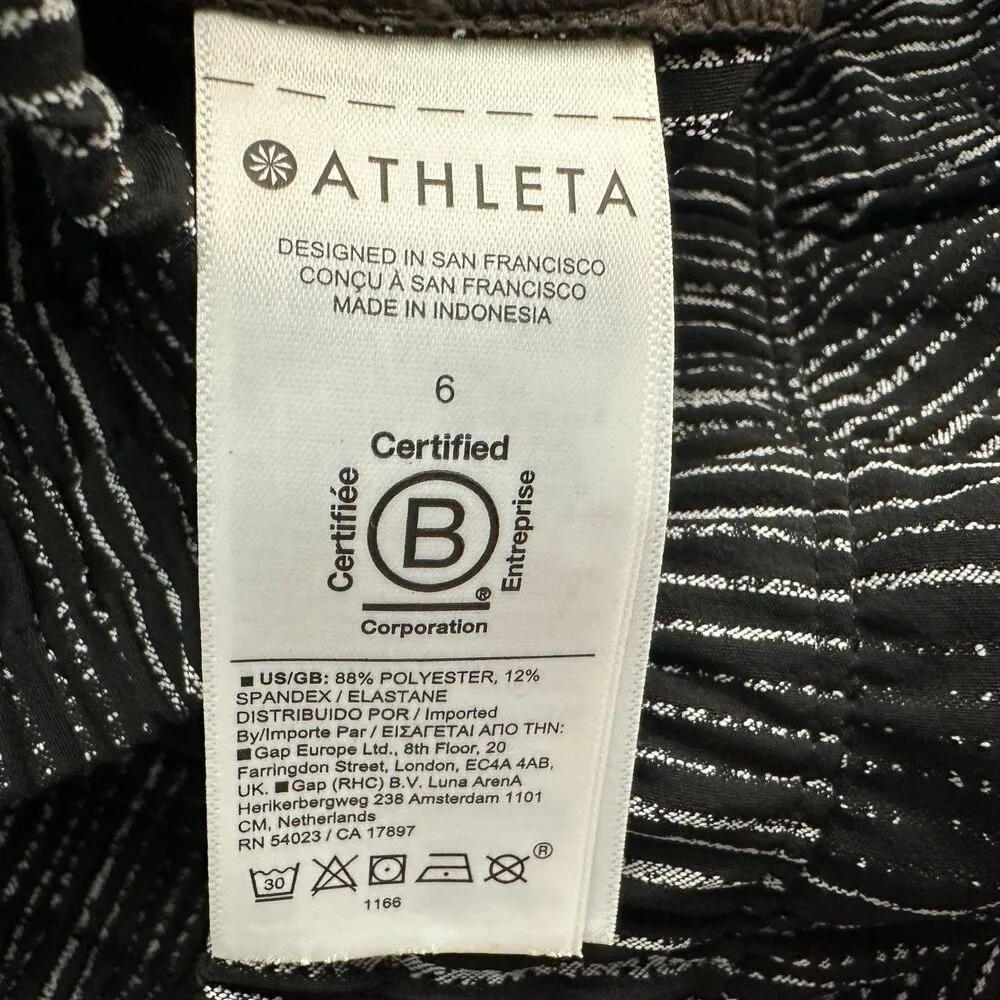 ATHLETA
DESIGNED IN SAN FRANCISCO
CONÇU À SAN FRANCISCO
MADE IN INDONESIA
6
Certified
Certifiée
B
Entreprise
®
Corporation
US/GB: 88% POLYESTER, 12%
SPANDEX / ELASTANE
DISTRIBUIDO POR / Imported
By/Importe Par / ΕΙΣΑΓΕΤΑΙ ΑΠΟ ΤΗΝ:
Gap Europe Ltd., 8th Floor, 20
Farringdon Street, London, EC4A 4AB,
UK. Gap (RHC) B.V. Luna ArenA
Herikerbergweg 238 Amsterdam 1101
CM, Netherlands
RN 54023 / CA 17897
30 ®
1166